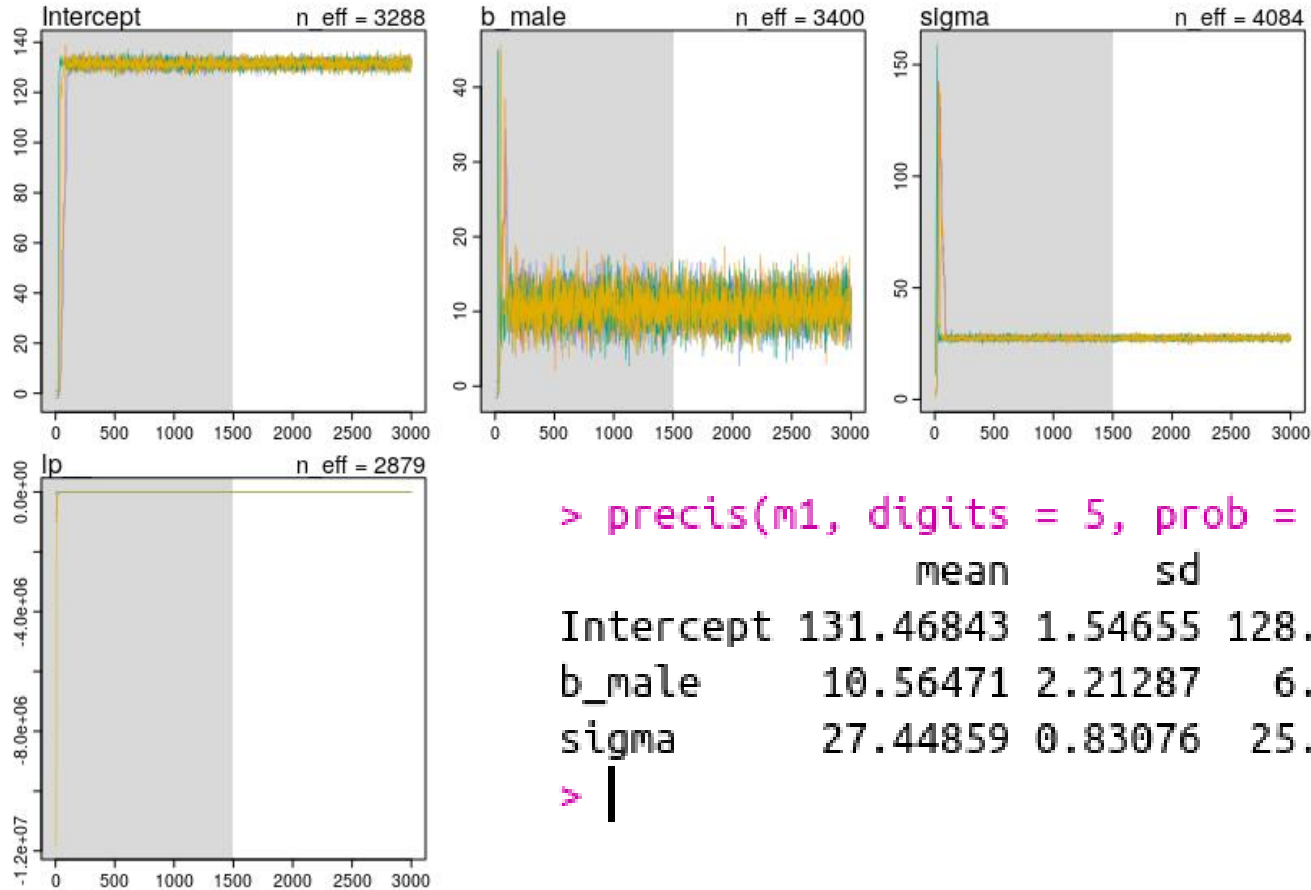 Intercept n_eff = 3288
140
120
100
80
60
40
20
0
0 500 1000 1500 2000 2500 3000
b_male n_eff = 3400
40
30
20
10
0
0 500 1000 1500 2000 2500 3000
sigma n_eff = 4084
150
100
50
0
0 500 1000 1500 2000 2500 3000
lp__ n_eff = 2879
0.0e+00
-4.0e+06
-8.0e+06
-1.2e+07
0 500 1000 1500 2000 2500 3000
> precis(m1, digits = 5, prob =
mean sd
Intercept 131.46843 1.54655 128.
b_male 10.56471 2.21287 6.
sigma 27.44859 0.83076 25.
>